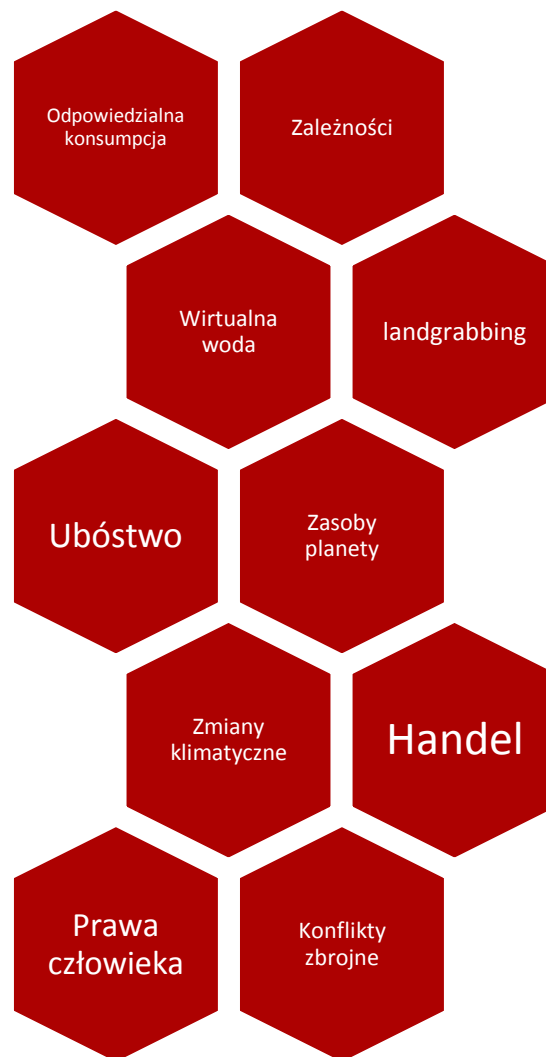 Odpowiedzialna
konsumpcja
Zależności
Wirtualna
woda
landgrabbing
Ubóstwo
Zasoby
planety
Zmiany
klimatyczne
Handel
Prawa
człowieka
Konflikty
zbrojne